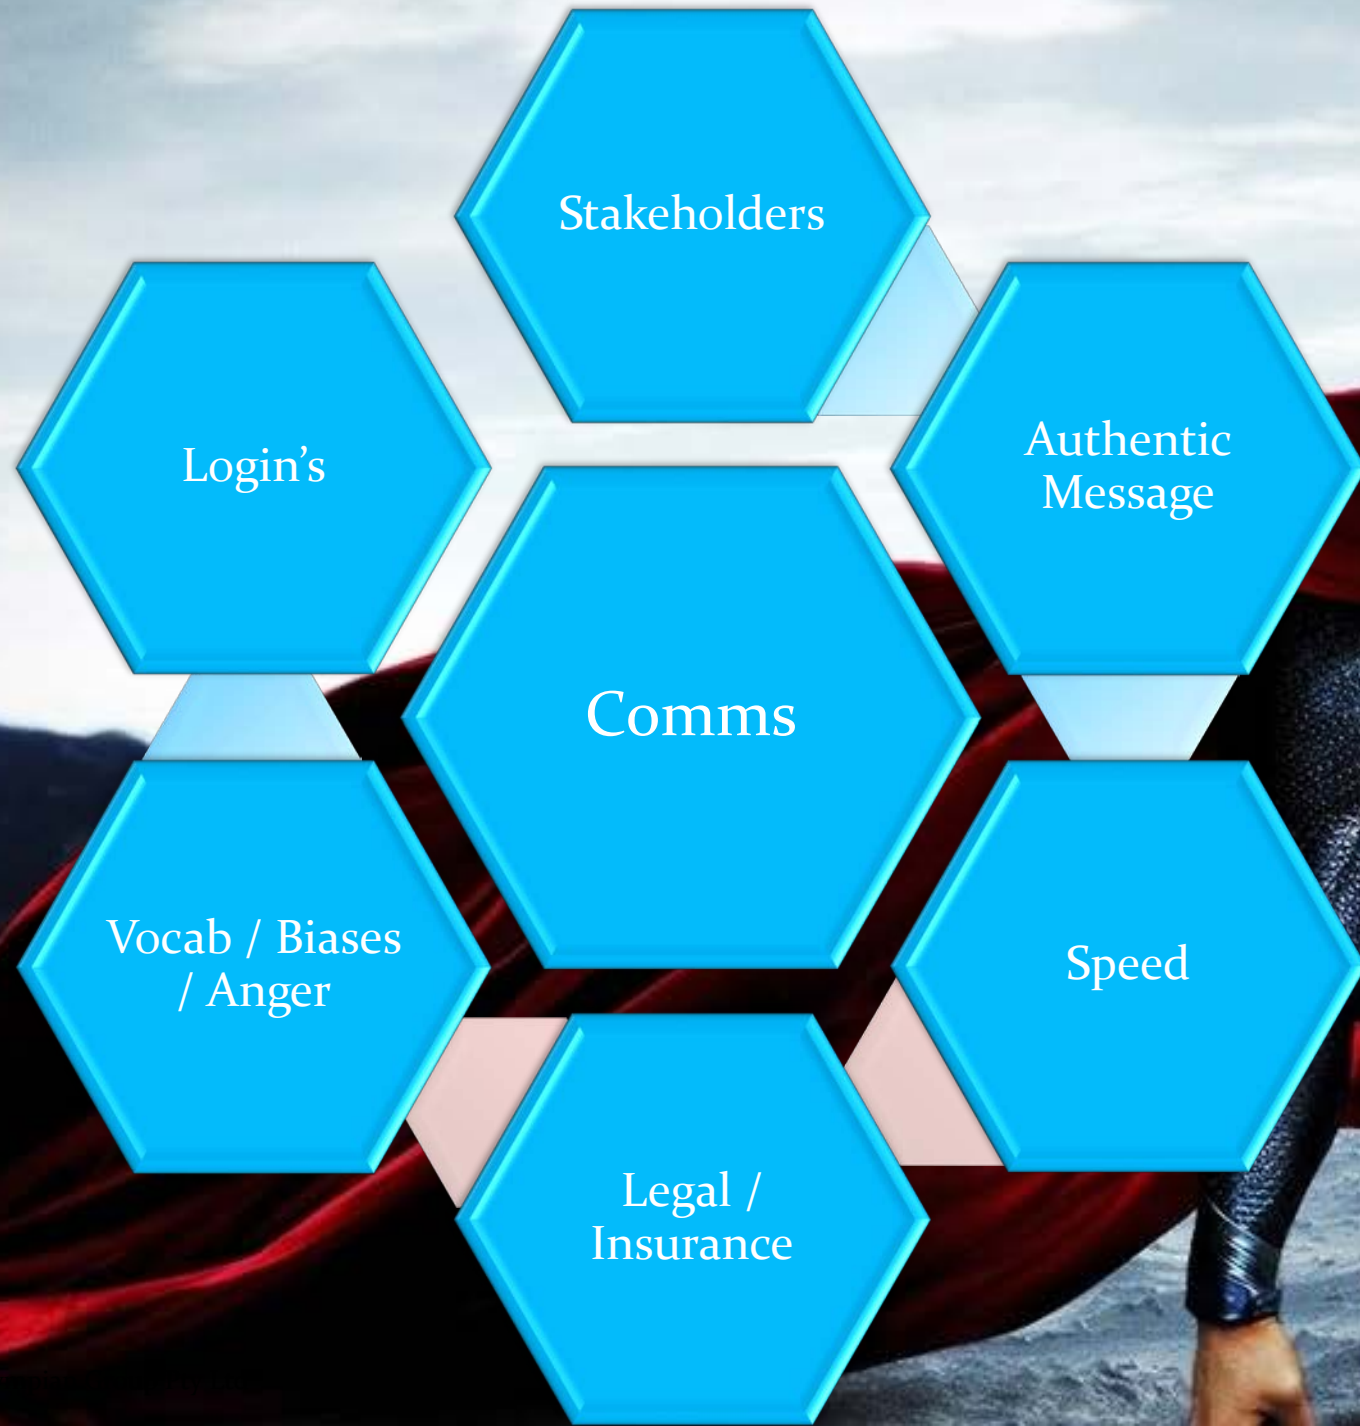 Stakeholders
Login’s
Authentic
Message
Comms
Vocab / Biases
/ Anger
Speed
Legal /
Insurance